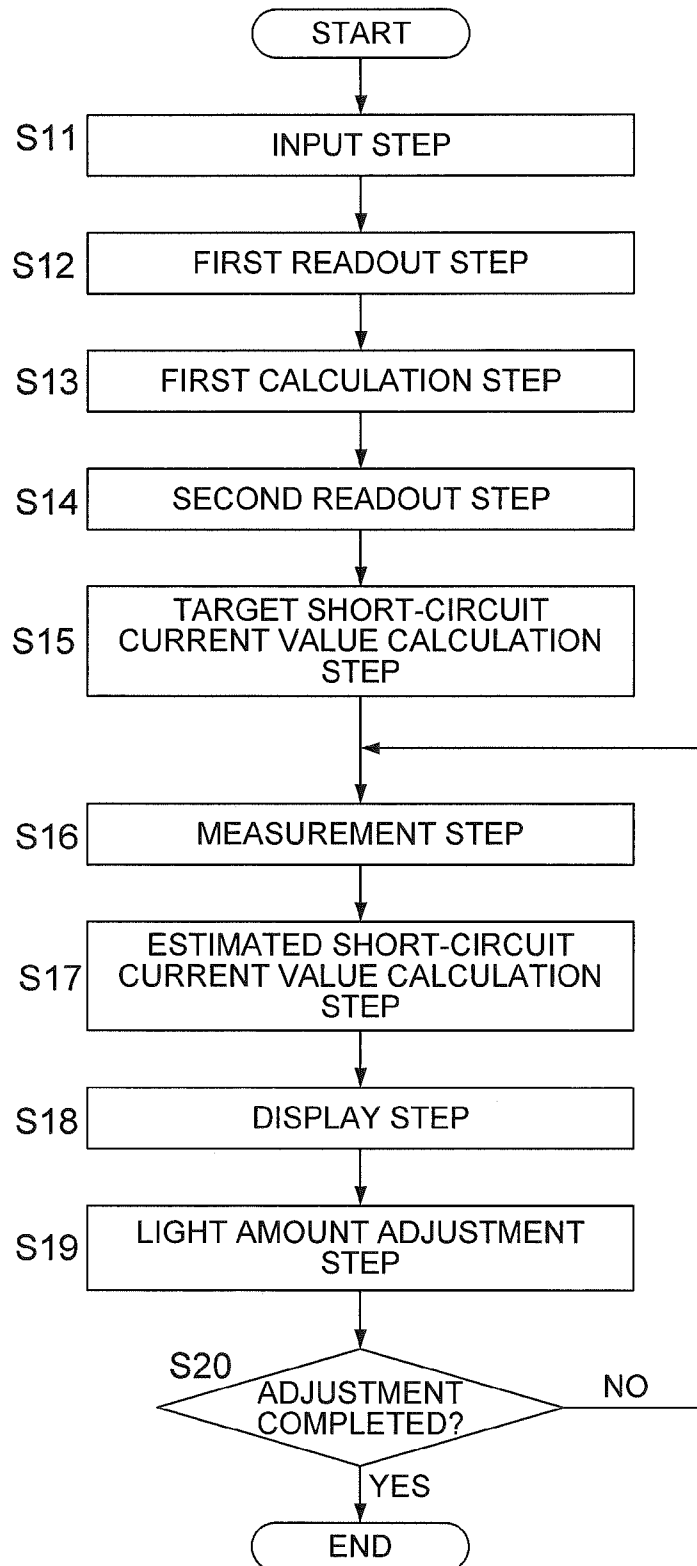 START
S11
INPUT STEP
S12
FIRST READOUT STEP
S13
FIRST CALCULATION STEP
S14
SECOND READOUT STEP
S15
TARGET SHORT-CIRCUIT
CURRENT VALUE CALCULATION
STEP
S16
MEASUREMENT STEP
S17
ESTIMATED SHORT-CIRCUIT
CURRENT VALUE CALCULATION
STEP
S18
DISPLAY STEP
S19
LIGHT AMOUNT ADJUSTMENT
STEP
S20
ADJUSTMENT
COMPLETED?
NO
YES
END